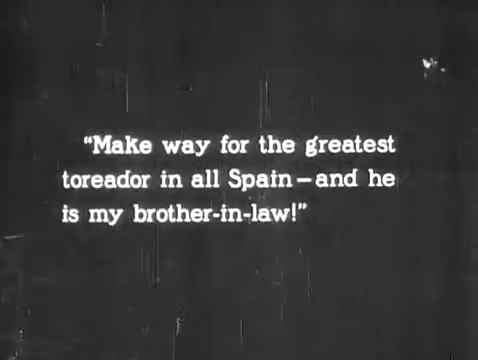 “Make way for the greatest
toreador in all Spain — and he
is my brother-in-law!”